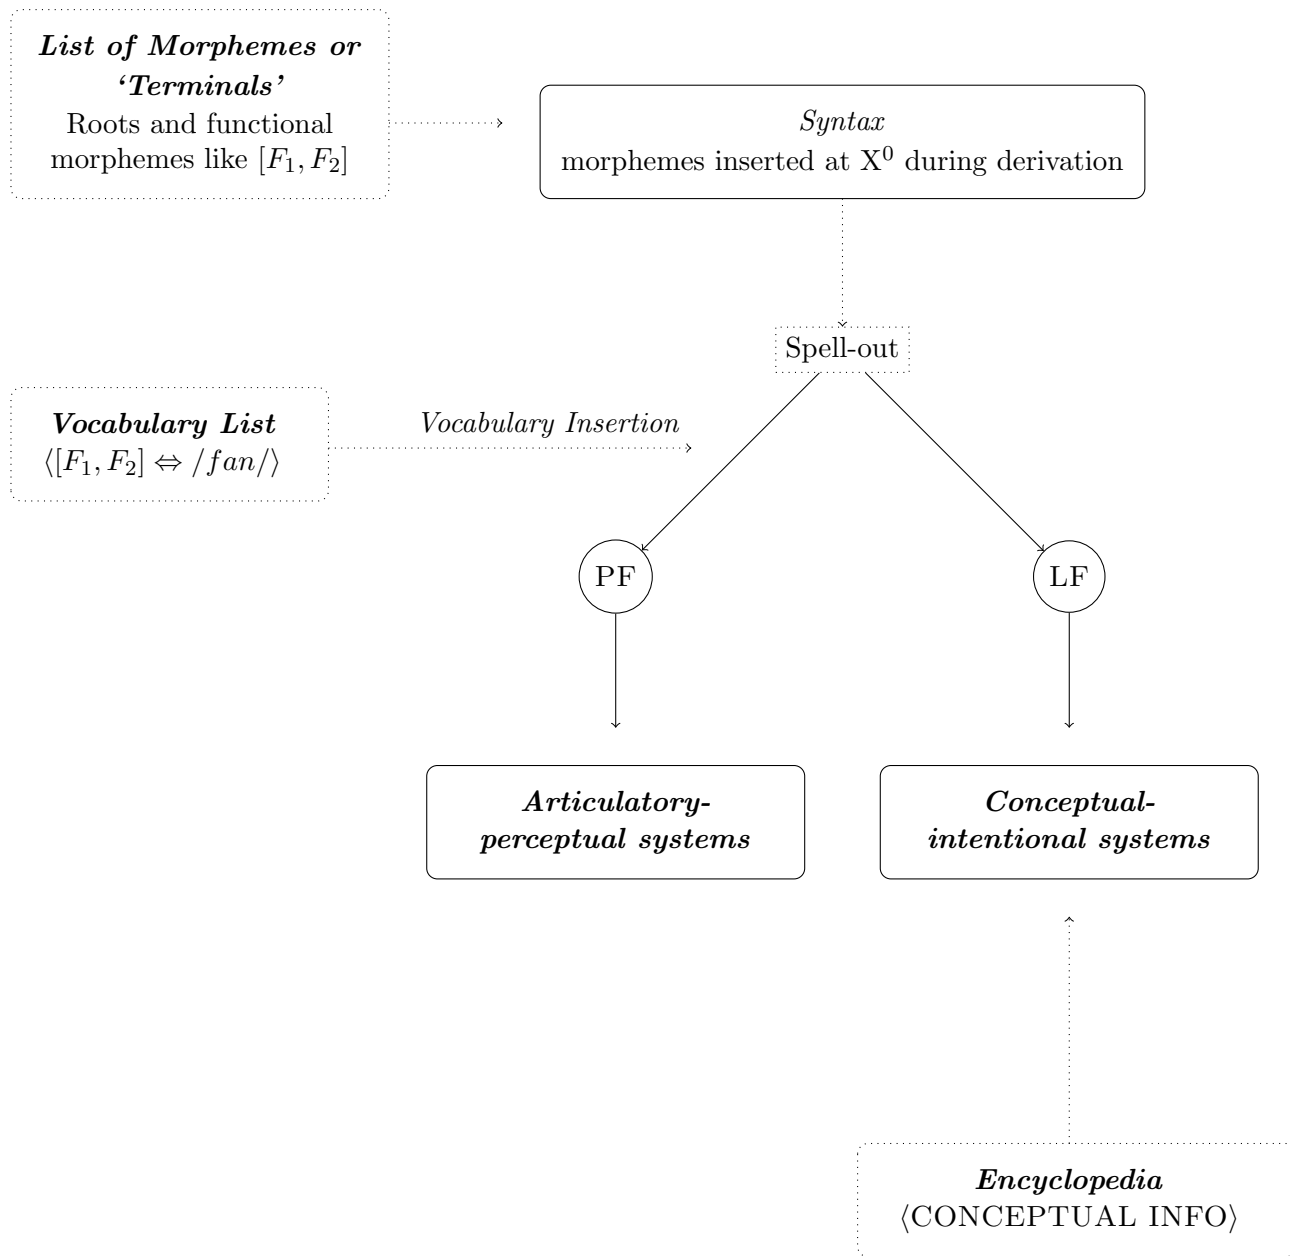 List of Morphemes or
‘Terminals’
Roots and functional
morphemes like [F₁, F₂]
Syntax
morphemes inserted at X⁰ during derivation
Spell-out
Vocabulary List
⟨[F₁, F₂] ⇔ /fan/⟩
Vocabulary Insertion
PF
LF
Articulatory-
perceptual systems
Conceptual-
intentional systems
Encyclopedia
⟨CONCEPTUAL INFO⟩